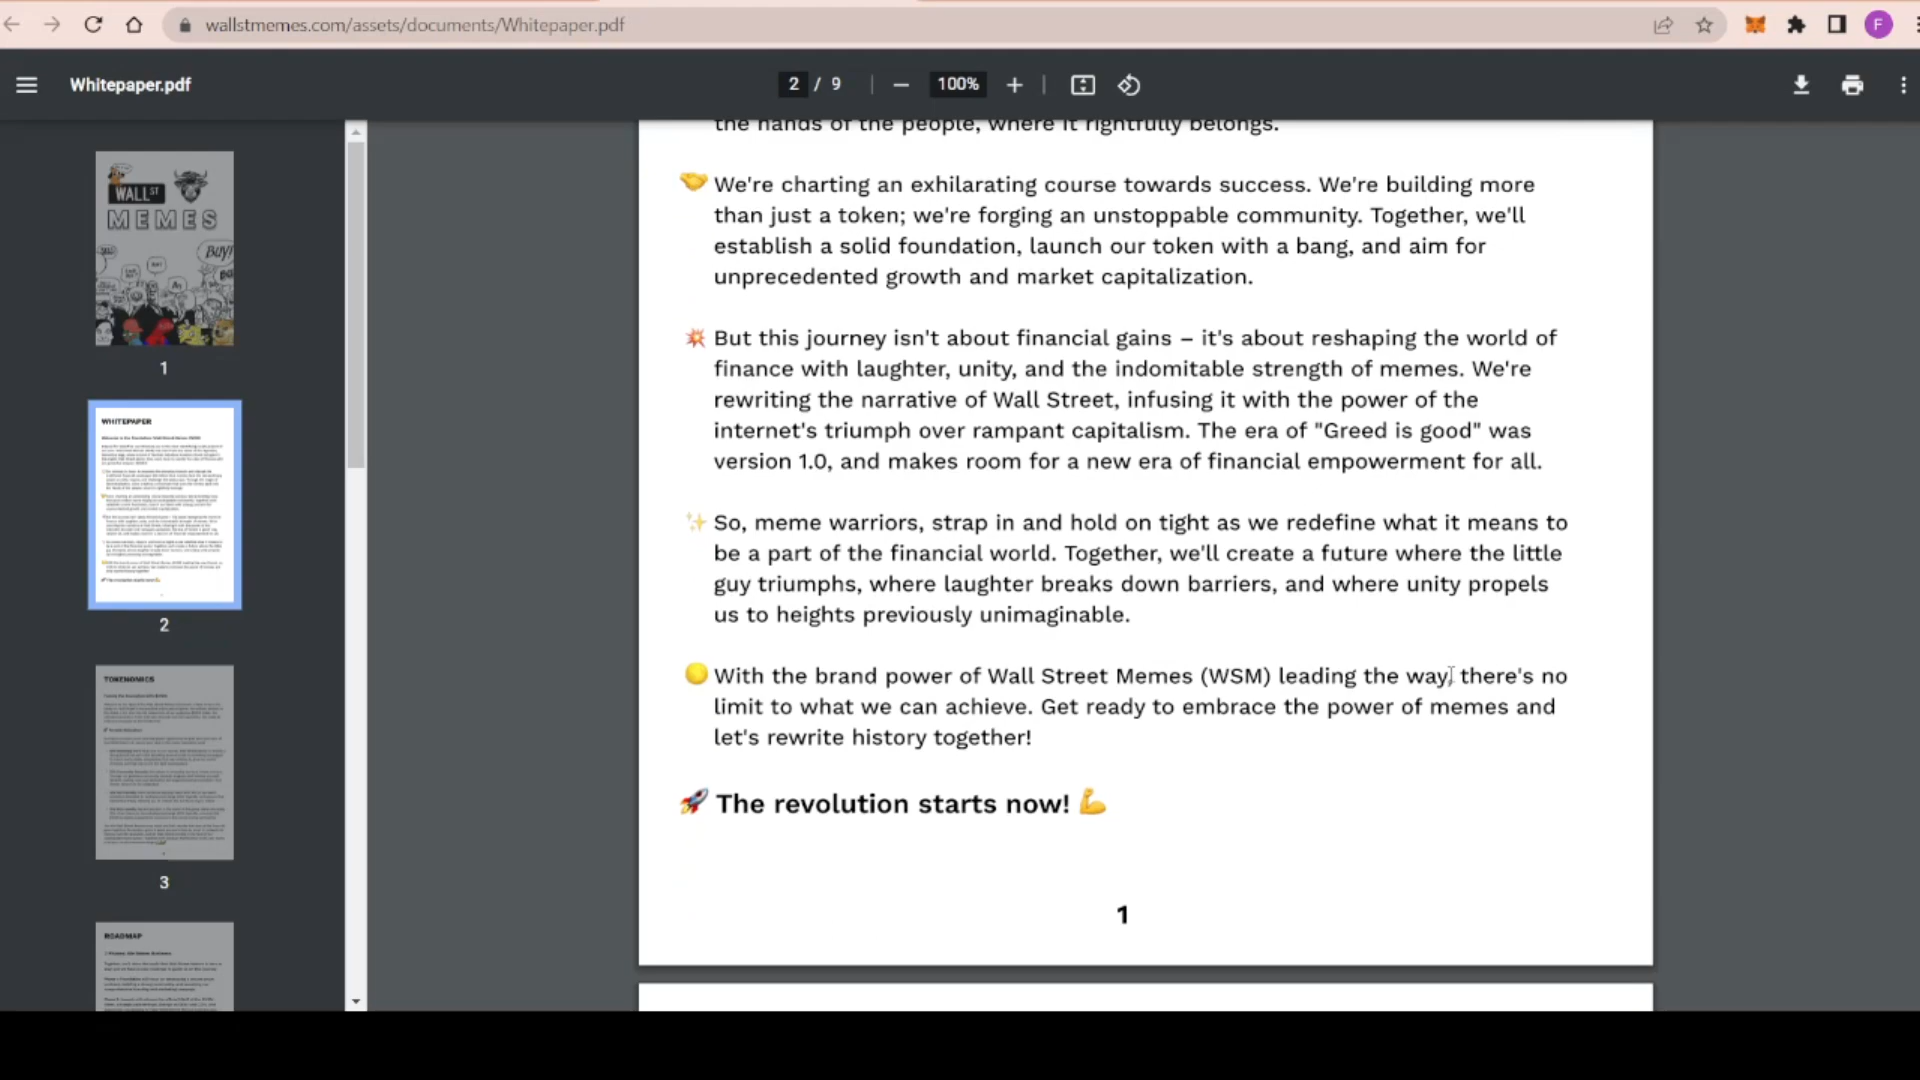 wallstmemes.com/assets/documents/Whitepaper.pdf
F
Whitepaper.pdf
2 / 9
100%
WALL ST
MEMES
BUY!
1
WHITEPAPER
2
TOKENOMICS
3
ROADMAP
the hands of the people, where it rightfully belongs.
🤝 We're charting an exhilarating course towards success. We're building more
than just a token; we're forging an unstoppable community. Together, we'll
establish a solid foundation, launch our token with a bang, and aim for
unprecedented growth and market capitalization.
💥 But this journey isn't about financial gains – it's about reshaping the world of
finance with laughter, unity, and the indomitable strength of memes. We're
rewriting the narrative of Wall Street, infusing it with the power of the
internet's triumph over rampant capitalism. The era of "Greed is good" was
version 1.0, and makes room for a new era of financial empowerment for all.
✨ So, meme warriors, strap in and hold on tight as we redefine what it means to
be a part of the financial world. Together, we'll create a future where the little
guy triumphs, where laughter breaks down barriers, and where unity propels
us to heights previously unimaginable.
🟡 With the brand power of Wall Street Memes (WSM) leading the way, there's no
limit to what we can achieve. Get ready to embrace the power of memes and
let's rewrite history together!
🚀 The revolution starts now! 💪
1